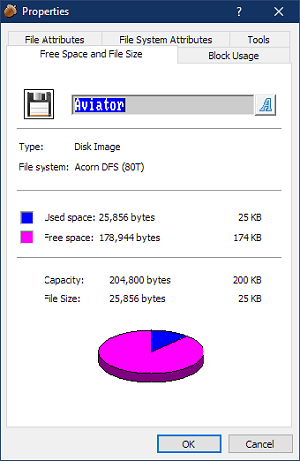 Properties
?
File Attributes File System Attributes Tools
Free Space and File Size Block Usage
Aviator A
Type: Disk Image
File system: Acorn DFS (80T)
Used space: 25,856 bytes 25 KB
Free space: 178,944 bytes 174 KB
Capacity: 204,800 bytes 200 KB
File Size: 25,856 bytes 25 KB
OK Cancel